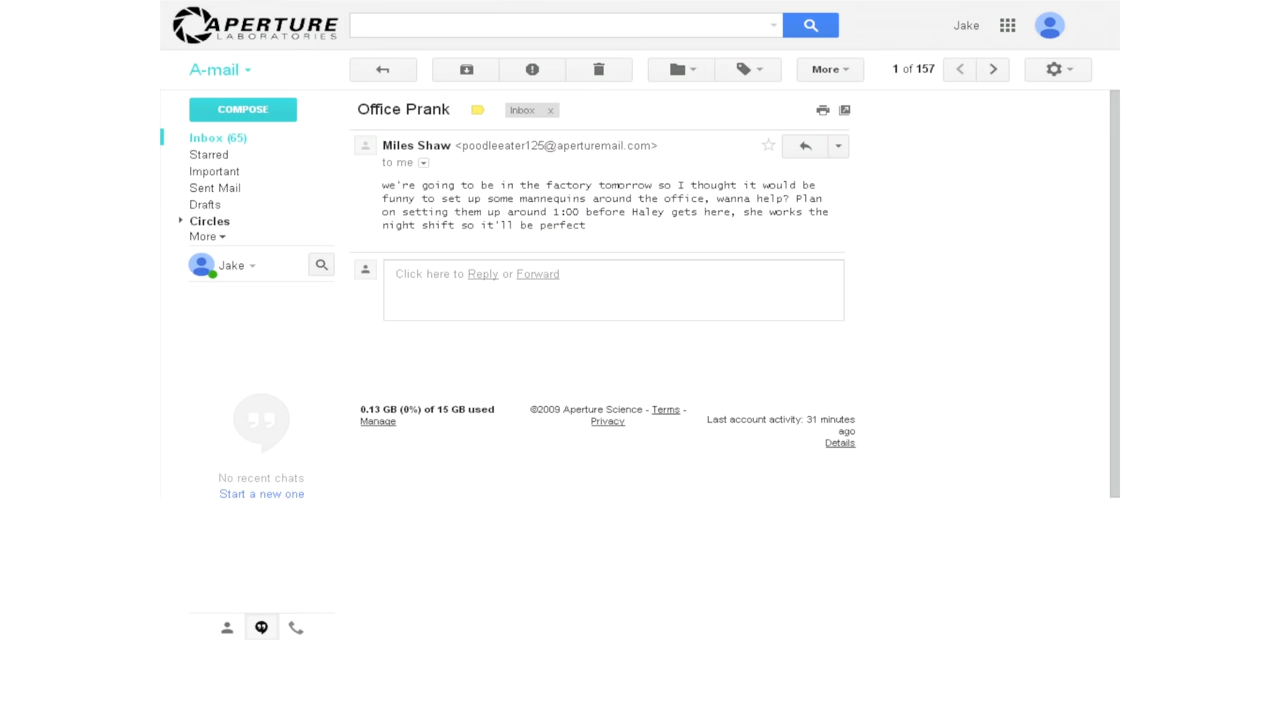 APERTURE
LABORATORIES
Jake
A-mail
More
1 of 157
COMPOSE
Office Prank
Inbox x
Inbox (65)
Starred
Important
Sent Mail
Drafts
Circles
More
Jake
Miles Shaw <poodleeater125@aperturemail.com>
to me
we're going to be in the factory tomorrow so I thought it would be
funny to set up some mannequins around the office, wanna help? Plan
on setting them up around 1:00 before Haley gets here, she works the
night shift so it'll be perfect
Click here to Reply or Forward
0.13 GB (0%) of 15 GB used
Manage
©2009 Aperture Science - Terms -
Privacy
Last account activity: 31 minutes
ago
Details
No recent chats
Start a new one